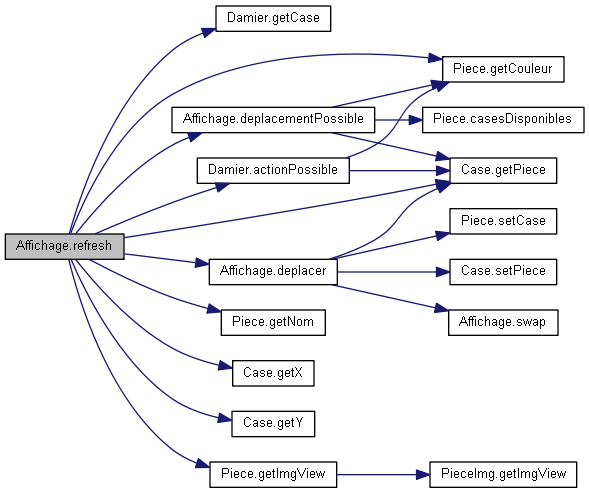 Damier.getCase
Piece.getCouleur
Affichage.deplacementPossible
Piece.casesDisponibles
Damier.actionPossible
Case.getPiece
Piece.setCase
Affichage.refresh
Affichage.deplacer
Case.setPiece
Piece.getNom
Affichage.swap
Case.getX
Case.getY
Piece.getImgView
PieceImg.getImgView